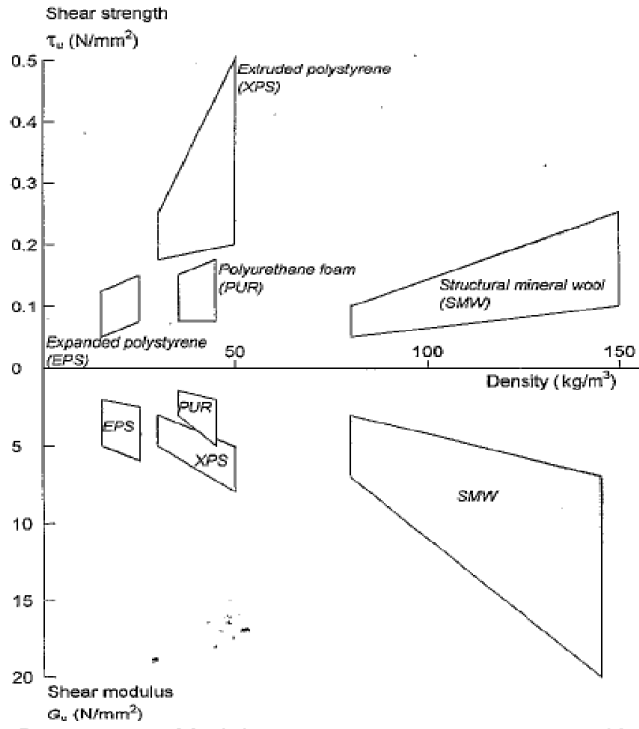 Shear strength
τu (N/mm²)
0.5
Extruded polystyrene
(XPS)
0.4
0.3
0.2
Polyurethane foam
(PUR)
Structural mineral wool
(SMW)
0.1
Expanded polystyrene
(EPS)
50
100
150
0
Density (kg/m³)
PUR
EPS
5
XPS
SMW
10
15
20
Shear modulus
Gu (N/mm²)